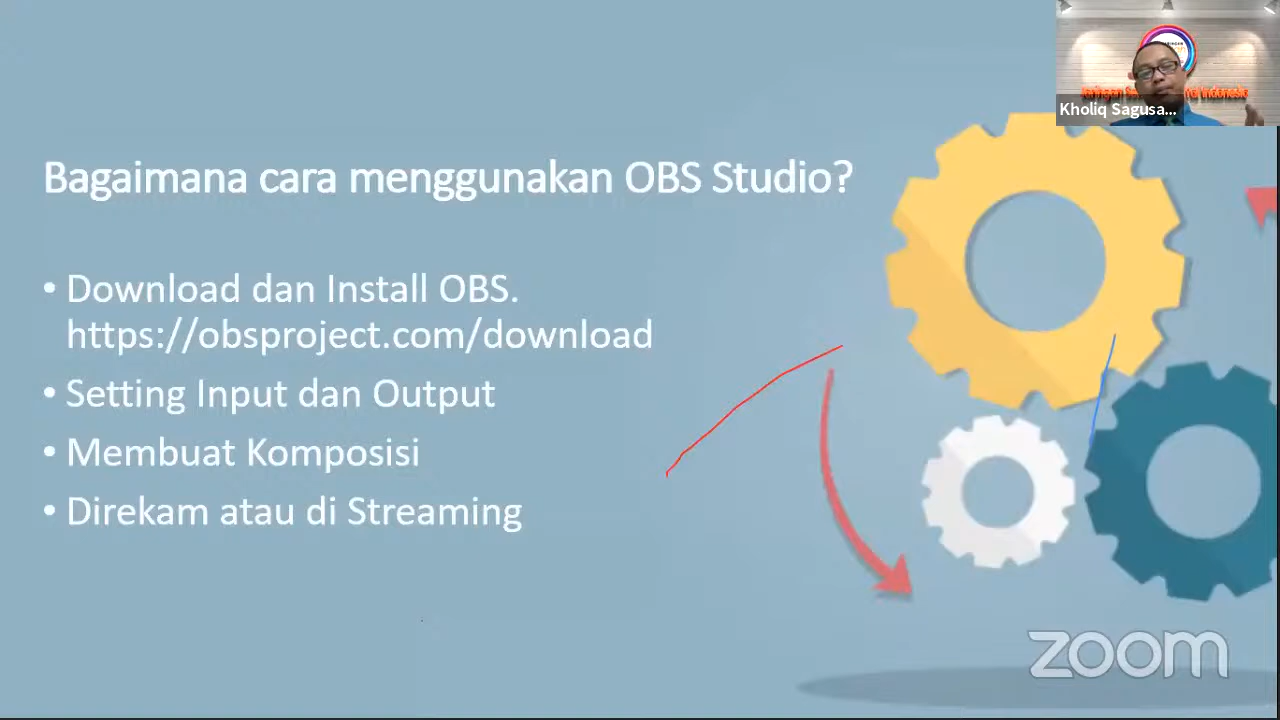 Kholiq Sagusa...
Bagaimana cara menggunakan OBS Studio?
• Download dan Install OBS.
https://obsproject.com/download
• Setting Input dan Output
• Membuat Komposisi
• Direkam atau di Streaming
zoom